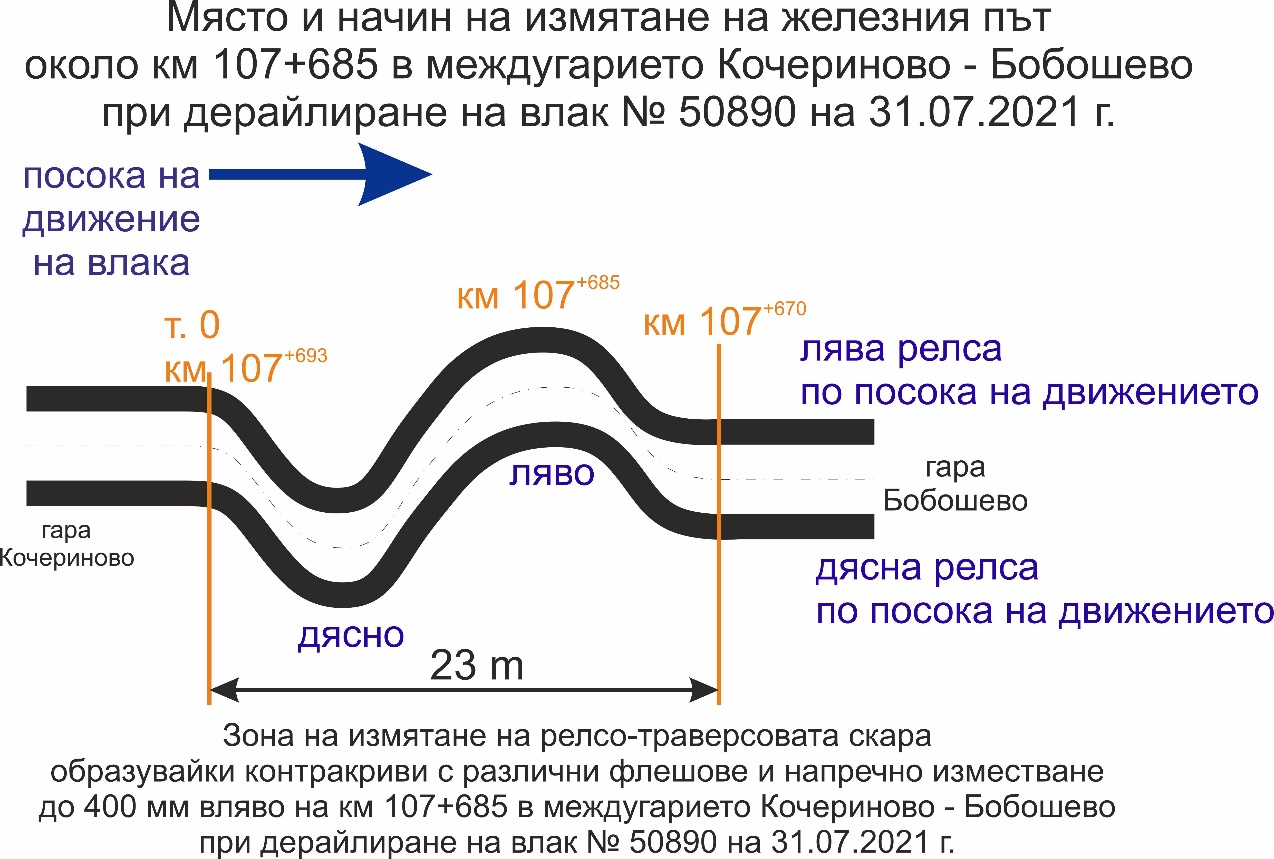 Място и начин на измятане на железния път
около км 107+685 в междугарието Кочериново - Бобошево
при дерайлиране на влак № 50890 на 31.07.2021 г.
посока на
движение
на влака
т. 0
км 107+693
км 107+685
км 107+670
лява релса
по посока на движението
гара
Бобошево
гара
Кочериново
ляво
дясно
дясна релса
по посока на движението
23 m
Зона на измятане на релсо-траверсовата скара
образувайки контракриви с различни флешове и напречно изместване
до 400 мм вляво на км 107+685 в междугарието Кочериново - Бобошево
при дерайлиране на влак № 50890 на 31.07.2021 г.